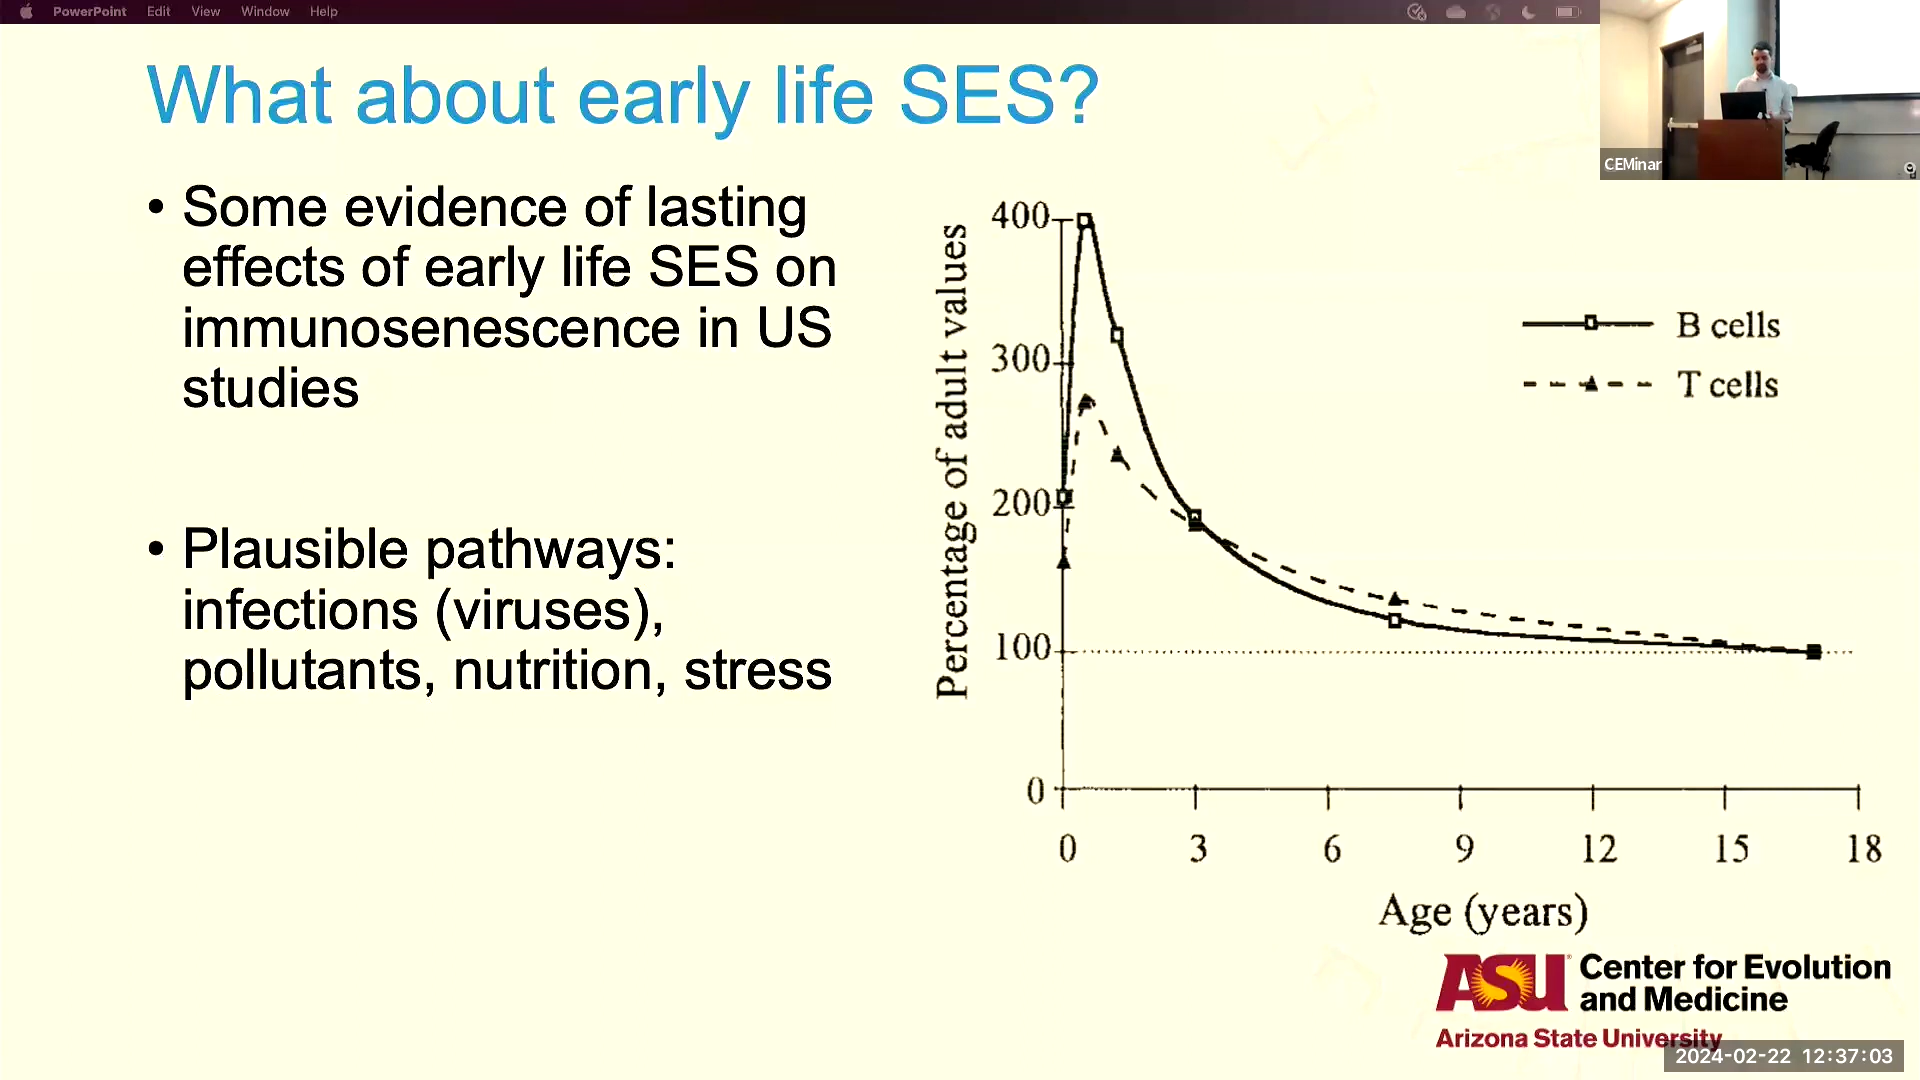 PowerPoint Edit View Window Help
What about early life SES?
CEMinar
• Some evidence of lasting
effects of early life SES on
immunosenescence in US
studies
• Plausible pathways:
infections (viruses),
pollutants, nutrition, stress
Percentage of adult values
400
300
200
100
0
B cells
T cells
0 3 6 9 12 15 18
Age (years)
ASU Center for Evolution
and Medicine
Arizona State University
2024-02-22 12:37:03